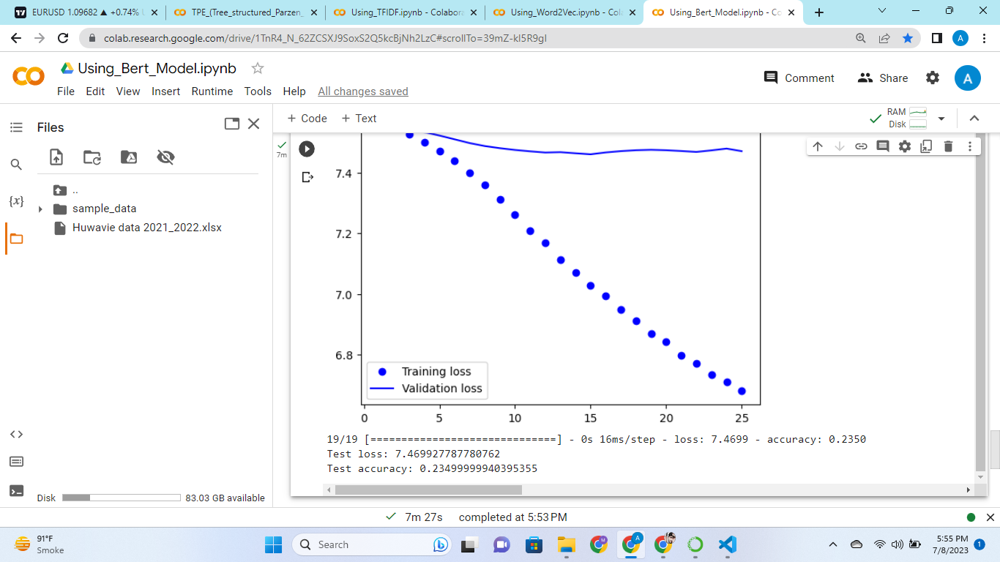 EURUSD 1.09682 ▲ +0.74% U
TPE_(Tree_structured_Parzen_
Using_TFIDF.ipynb - Colabora
Using_Word2Vec.ipynb - Cola
Using_Bert_Model.ipynb - Co
colab.research.google.com/drive/1TnR4_N_62ZCSXJ9SoxS2Q5kcBjNh2LzC#scrollTo=39mZ-kI5R9gI
A
Using_Bert_Model.ipynb
Comment
Share
A
File Edit View Insert Runtime Tools Help All changes saved
Files
+ Code + Text
RAM
Disk
7m
..
sample_data
Huwavie data 2021_2022.xlsx
{x}
7.4
7.2
7.0
6.8
Training loss
Validation loss
0 5 10 15 20 25
19/19 [==============================] - 0s 16ms/step - loss: 7.4699 - accuracy: 0.2350
Test loss: 7.469927787780762
Test accuracy: 0.23499999940395355
Disk 83.03 GB available
7m 27s completed at 5:53 PM
91°F
Smoke
Search
M
A
5:55 PM
7/8/2023
1